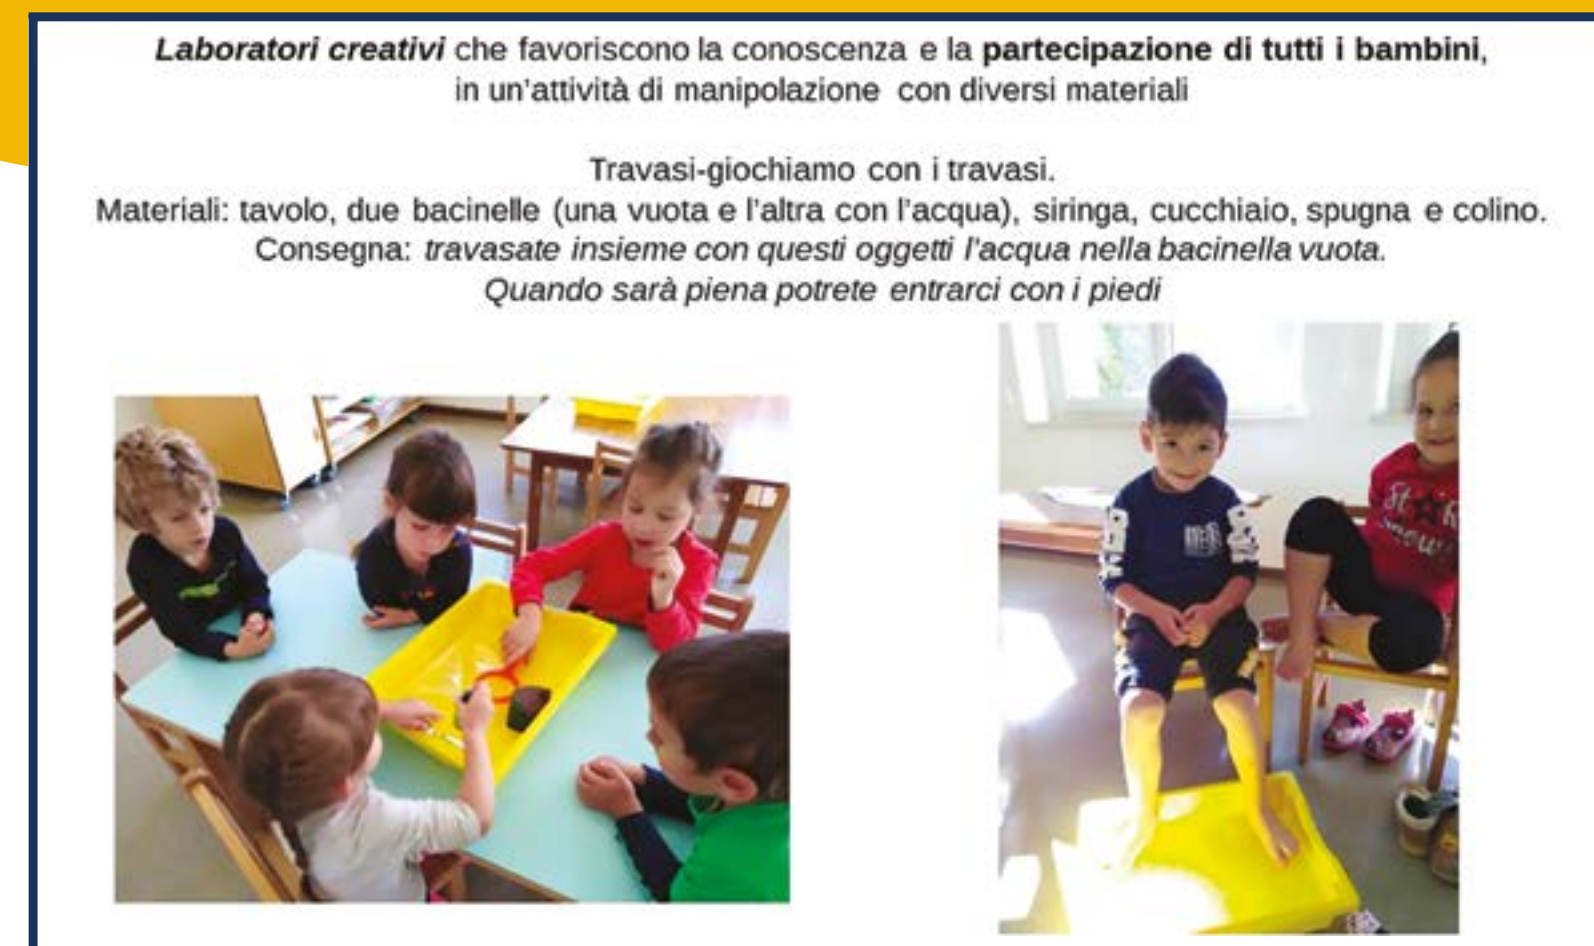 Laboratori creativi che favoriscono la conoscenza e la partecipazione di tutti i bambini,
in un'attività di manipolazione con diversi materiali
Travasi-giochiamo con i travasi.
Materiali: tavolo, due bacinelle (una vuota e l'altra con l'acqua), siringa, cucchiaio, spugna e colino.
Consegna: travasate insieme con questi oggetti l'acqua nella bacinella vuota.
Quando sarà piena potrete entrarci con i piedi